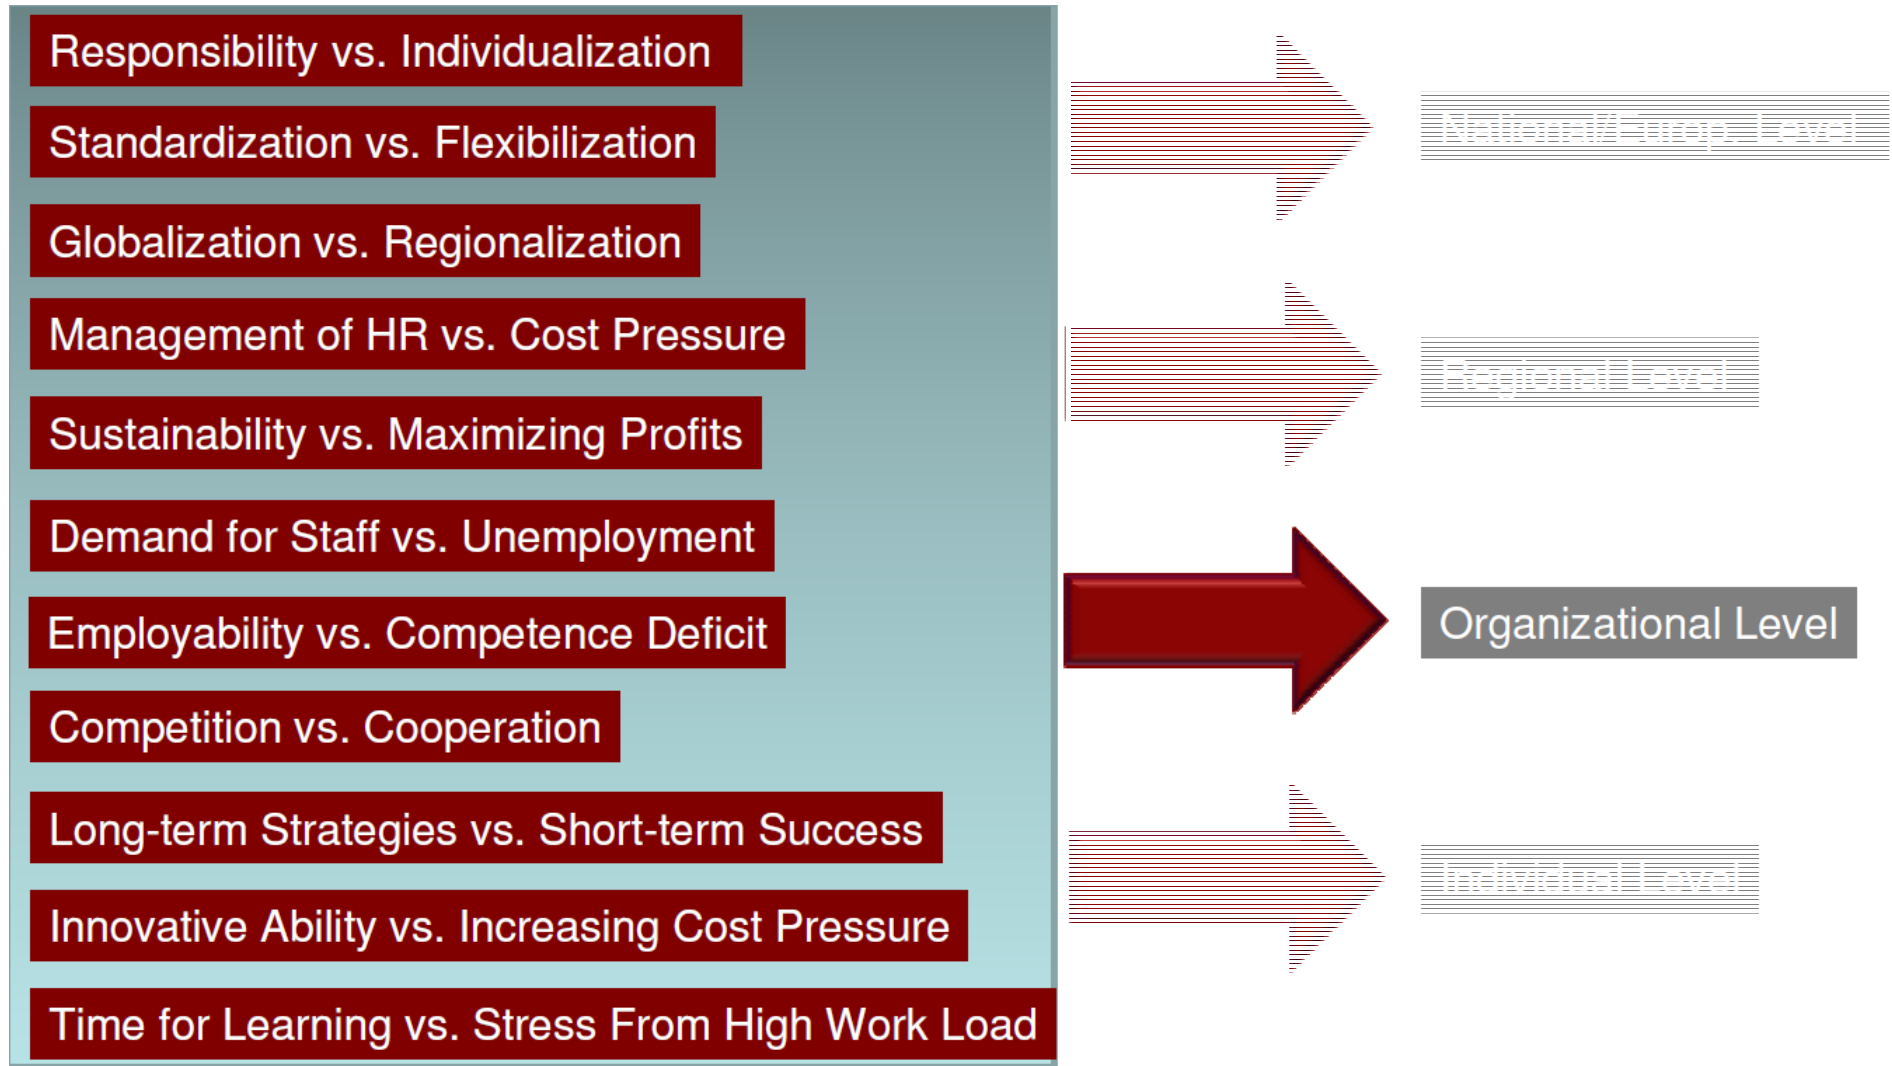 Responsibility vs. Individualization
Standardization vs. Flexibilization
Globalization vs. Regionalization
Management of HR vs. Cost Pressure
Sustainability vs. Maximizing Profits
Demand for Staff vs. Unemployment
Employability vs. Competence Deficit
Competition vs. Cooperation
Long-term Strategies vs. Short-term Success
Innovative Ability vs. Increasing Cost Pressure
Time for Learning vs. Stress From High Work Load
National/Europ. Level
Regional Level
Organizational Level
Individual Level